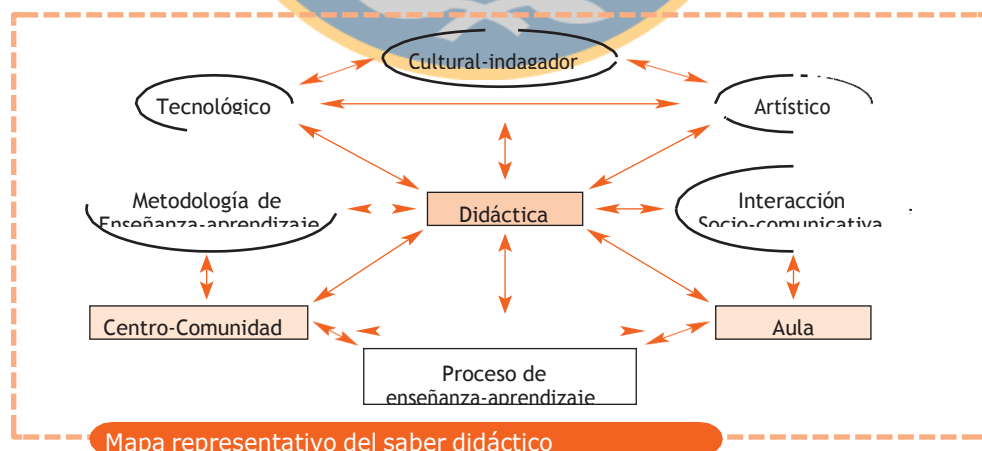 Cultural-indagador
Tecnológico
Artístico
Metodología de
Enseñanza-aprendizaje
Didáctica
Interacción
Socio-comunicativa
Centro-Comunidad
Aula
Proceso de
enseñanza-aprendizaje
Mapa representativo del saber didáctico